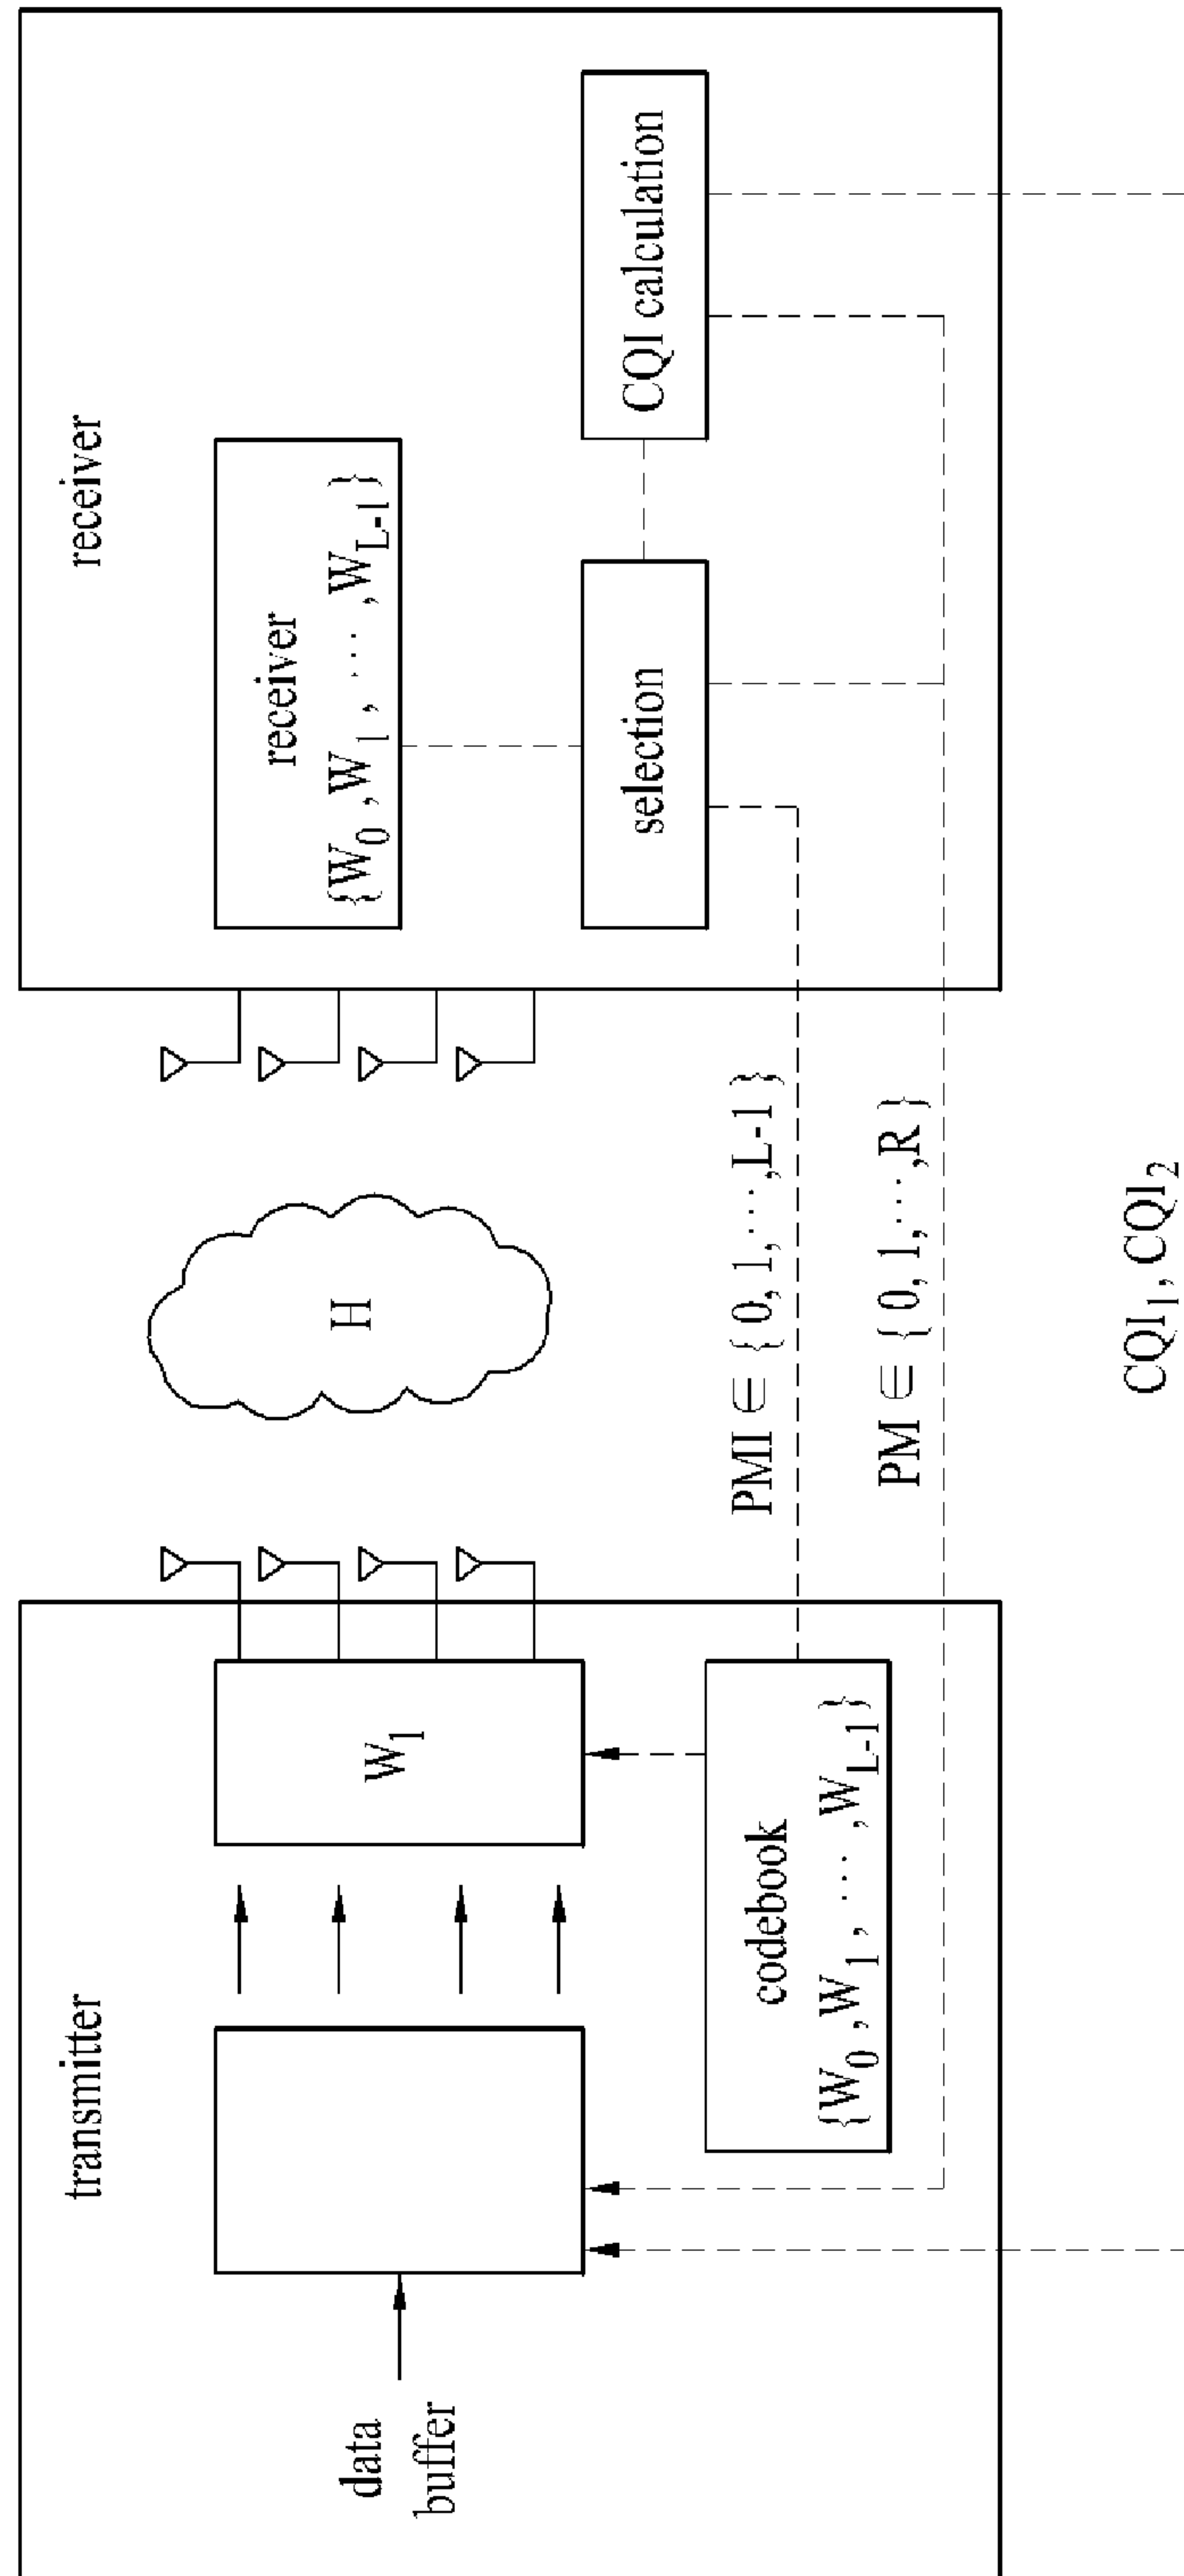 transmitter
receiver
data
buffer
W1
H
receiver
{W0 ,W1 , ··· ,WL-1}
codebook
{W0 ,W1 , ··· ,WL-1}
selection
CQI calculation
PMI ∈ { 0, 1, ··· ,L-1 }
PM ∈ { 0, 1, ··· ,R }
CQI1, CQI2